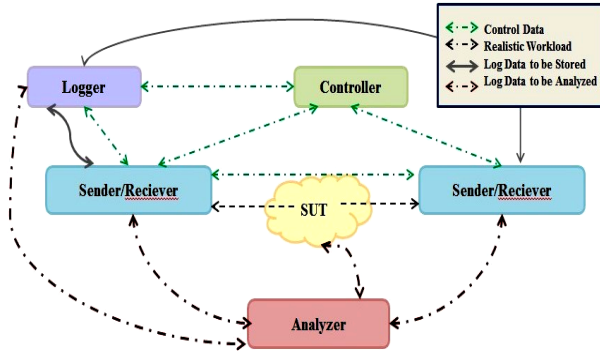 Control Data
Realistic Workload
Log Data to be Stored
Log Data to be Analyzed
Logger
Controller
Sender/Reciever
Sender/Reciever
SUT
Analyzer